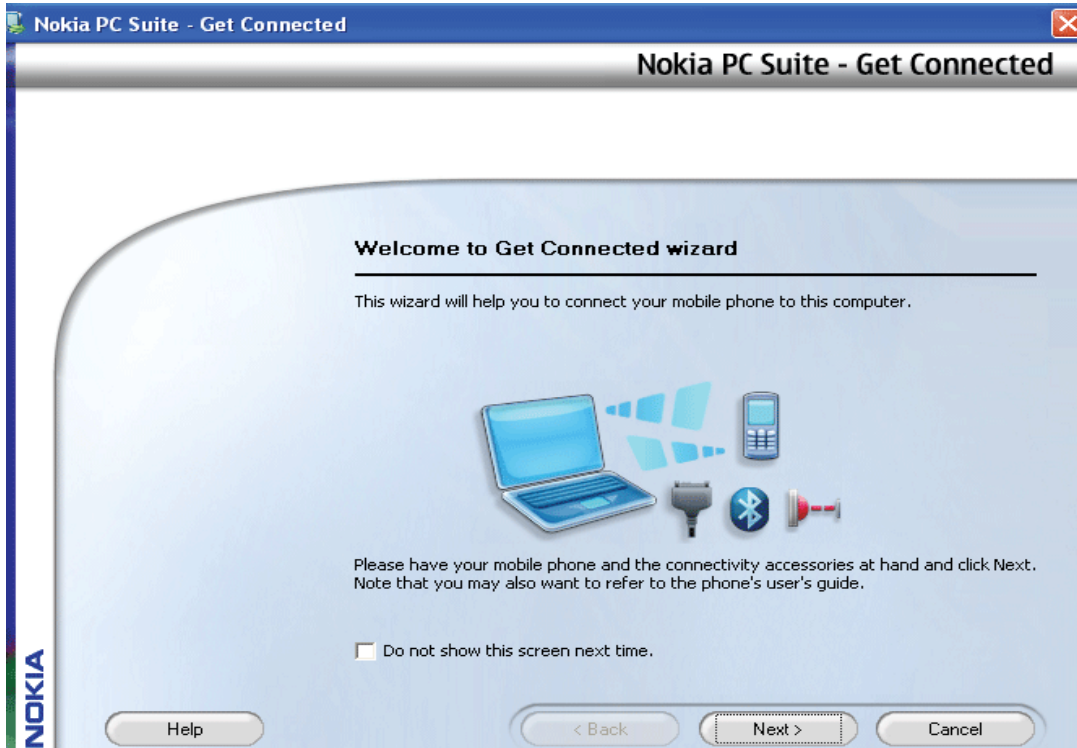 Nokia PC Suite - Get Connected
Nokia PC Suite - Get Connected
Welcome to Get Connected wizard
This wizard will help you to connect your mobile phone to this computer.
Please have your mobile phone and the connectivity accessories at hand and click Next.
Note that you may also want to refer to the phone's user's guide.
Do not show this screen next time.
NOKIA
Help
< Back
Next >
Cancel